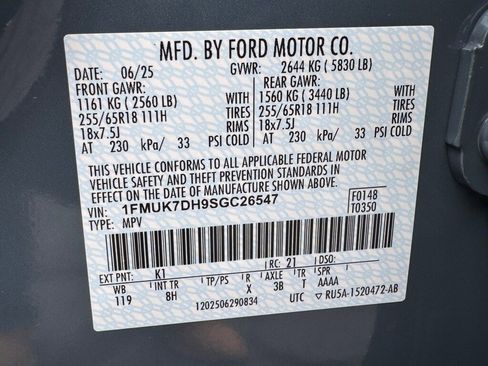 MFD. BY FORD MOTOR CO.
DATE: 06/25 GVWR: 2644 KG ( 5830 LB)
FRONT GAWR: REAR GAWR:
1161 KG ( 2560 LB) WITH 1560 KG ( 3440 LB) WITH
255/65R18 111H TIRES 255/65R18 111H TIRES
18x7.5J RIMS 18x7.5J RIMS
AT 230 kPa/ 33 PSI COLD AT 230 kPa/ 33 PSI COLD
THIS VEHICLE CONFORMS TO ALL APPLICABLE FEDERAL MOTOR
VEHICLE SAFETY AND THEFT PREVENTION STANDARDS IN EFFECT
ON THE DATE OF MANUFACTURE SHOWN ABOVE.
VIN: 1FMUK7DH9SGC26547 F0148
TYPE: MPV T0350
EXT PNT: K1 RC: 21 DSO:
WB INT TR TP/PS R AXLE TR SPR
119 8H X 3B T AAAA
1202506290834 UTC ▽ RU5A-1520472-AB